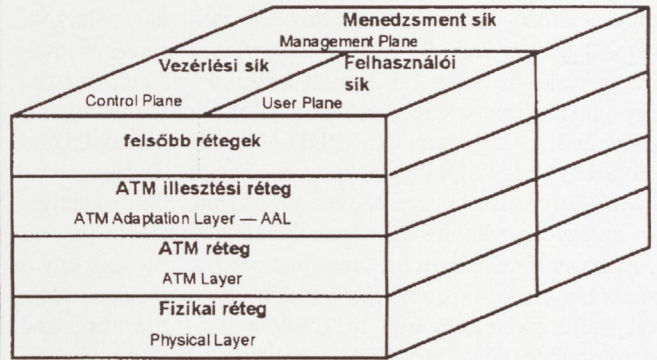 Menedzsment sík
Management Plane
Vezérlési sík
Felhasználói
sík
Control Plane
User Plane
felsőbb rétegek
ATM illesztési réteg
ATM Adaptation Layer — AAL
ATM réteg
ATM Layer
Fizikai réteg
Physical Layer